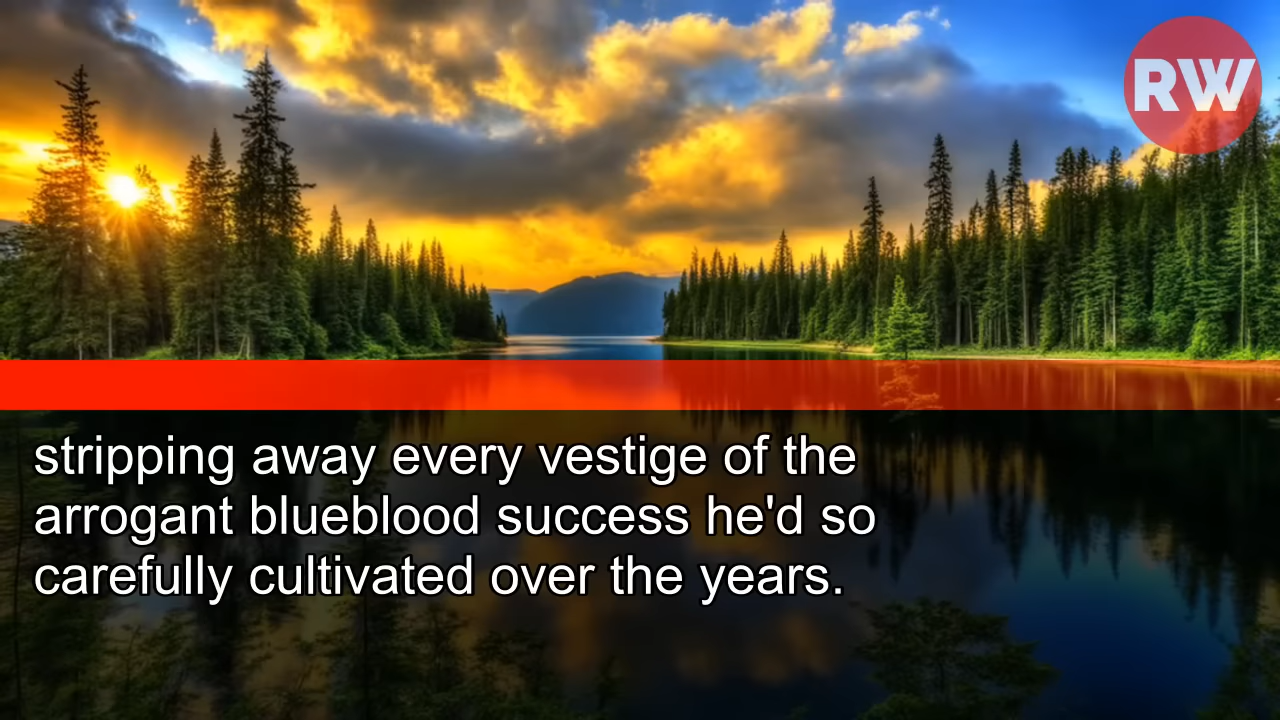 RW
stripping away every vestige of the
arrogant blueblood success he'd so
carefully cultivated over the years.